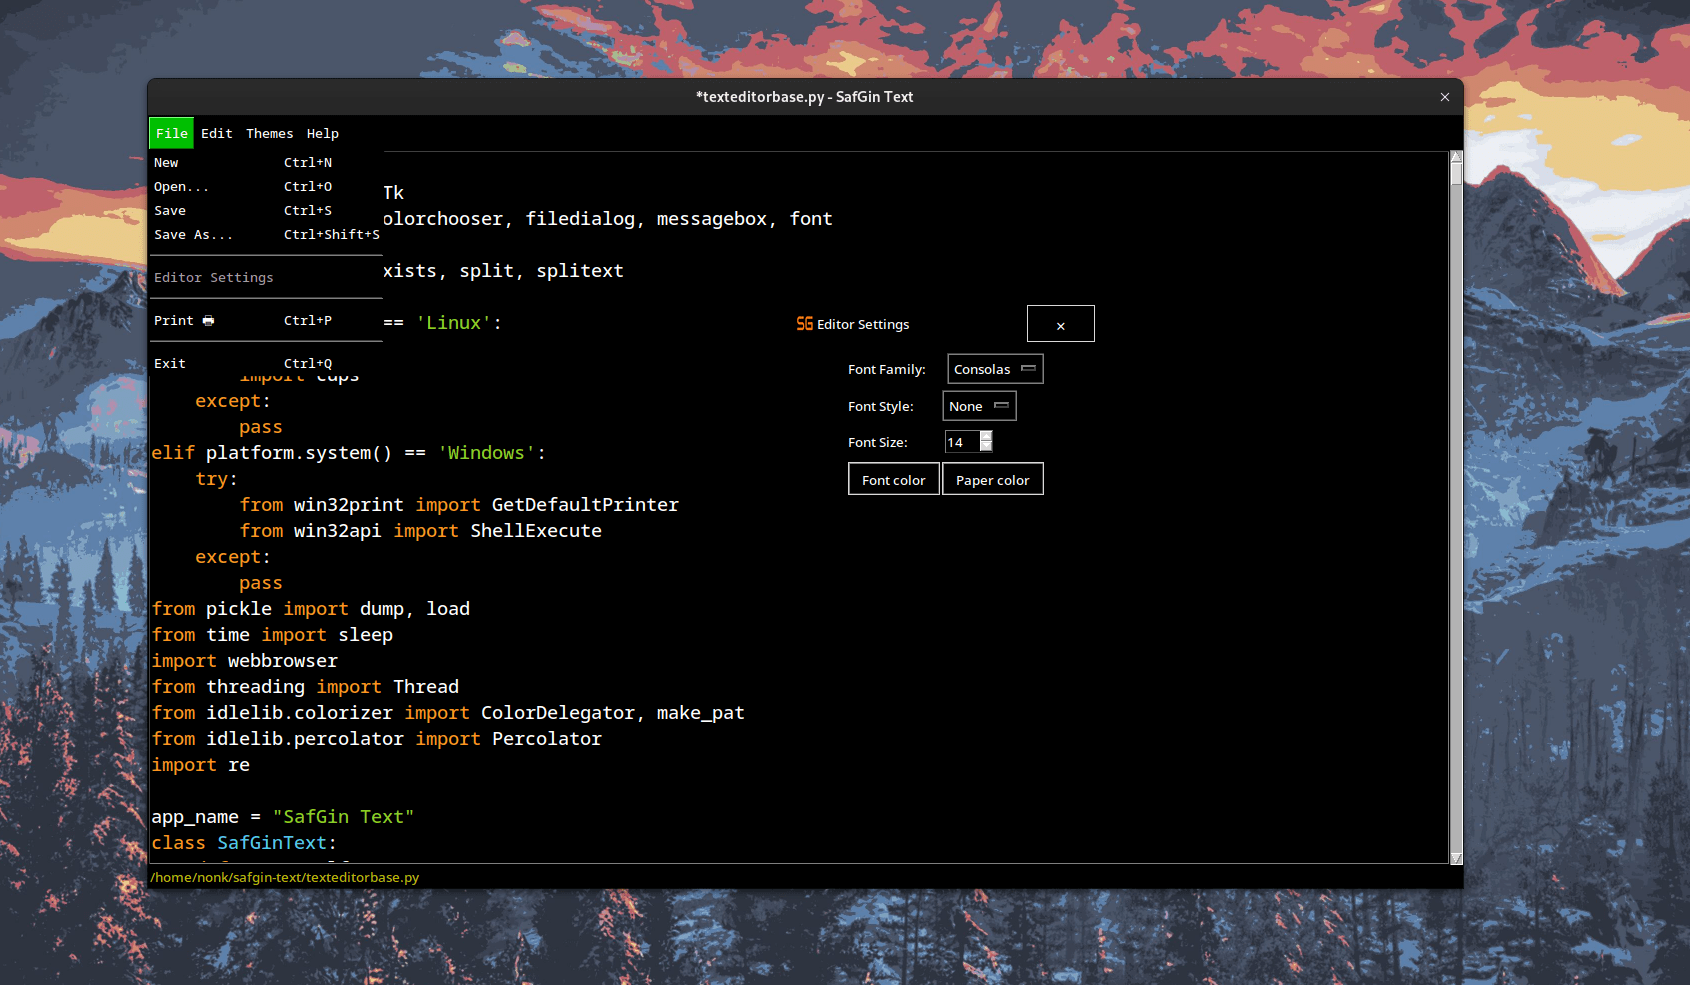 *texteditorbase.py - SafGin Text
File Edit Themes Help
New Ctrl+N
Open... Ctrl+O
Save Ctrl+S
Save As... Ctrl+Shift+S
Editor Settings
Print Ctrl+P
Exit Ctrl+Q
Tk
olorchooser, filedialog, messagebox, font
xists, split, splitext
== 'Linux':
import cups
except:
pass
elif platform.system() == 'Windows':
try:
from win32print import GetDefaultPrinter
from win32api import ShellExecute
except:
pass
from pickle import dump, load
from time import sleep
import webbrowser
from threading import Thread
from idlelib.colorizer import ColorDelegator, make_pat
from idlelib.percolator import Percolator
import re
app_name = "SafGin Text"
class SafGinText:
SG Editor Settings ×
Font Family: Consolas
Font Style: None
Font Size: 14
Font color Paper color
/home/nonk/safgin-text/texteditorbase.py